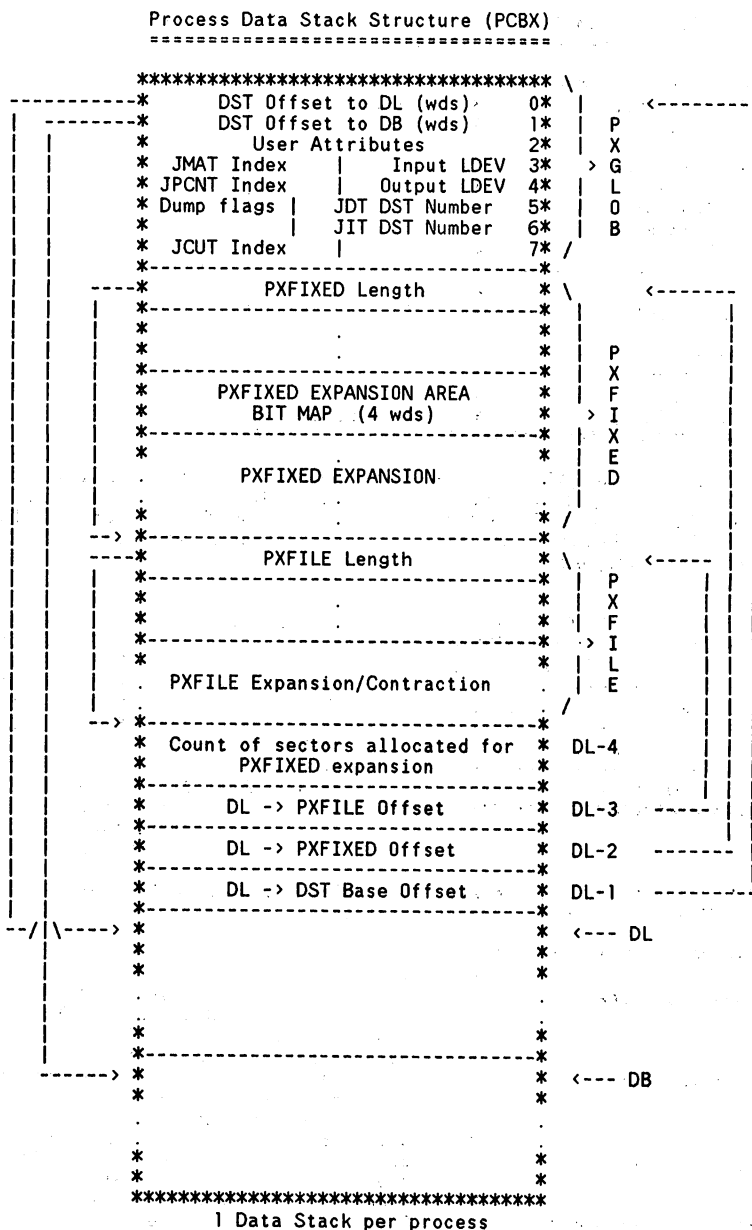 Process Data Stack Structure (PCBX)
===================================
************************************ \
* DST Offset to DL (wds) 0* |
* DST Offset to DB (wds) 1* | P
* User Attributes 2* | X
* JMAT Index | Input LDEV 3* > G
* JPCNT Index | Output LDEV 4* | L
* Dump flags | JDT DST Number 5* | O
* | JIT DST Number 6* | B
* JCUT Index | 7* /
* PXFIXED Length * \
* . *
* PXFIXED EXPANSION AREA *
* BIT MAP (4 wds) * >
PXFIXED EXPANSION
P
X
F
I
X
E
D
* PXFILE Length * \
* . *
PXFILE Expansion/Contraction
P
X
F
I
L
E
* Count of sectors allocated for * DL-4
* PXFIXED expansion *
* DL -> PXFILE Offset * DL-3
* DL -> PXFIXED Offset * DL-2
* DL -> DST Base Offset * DL-1
<--- DL
<--- DB
************************************
1 Data Stack per process